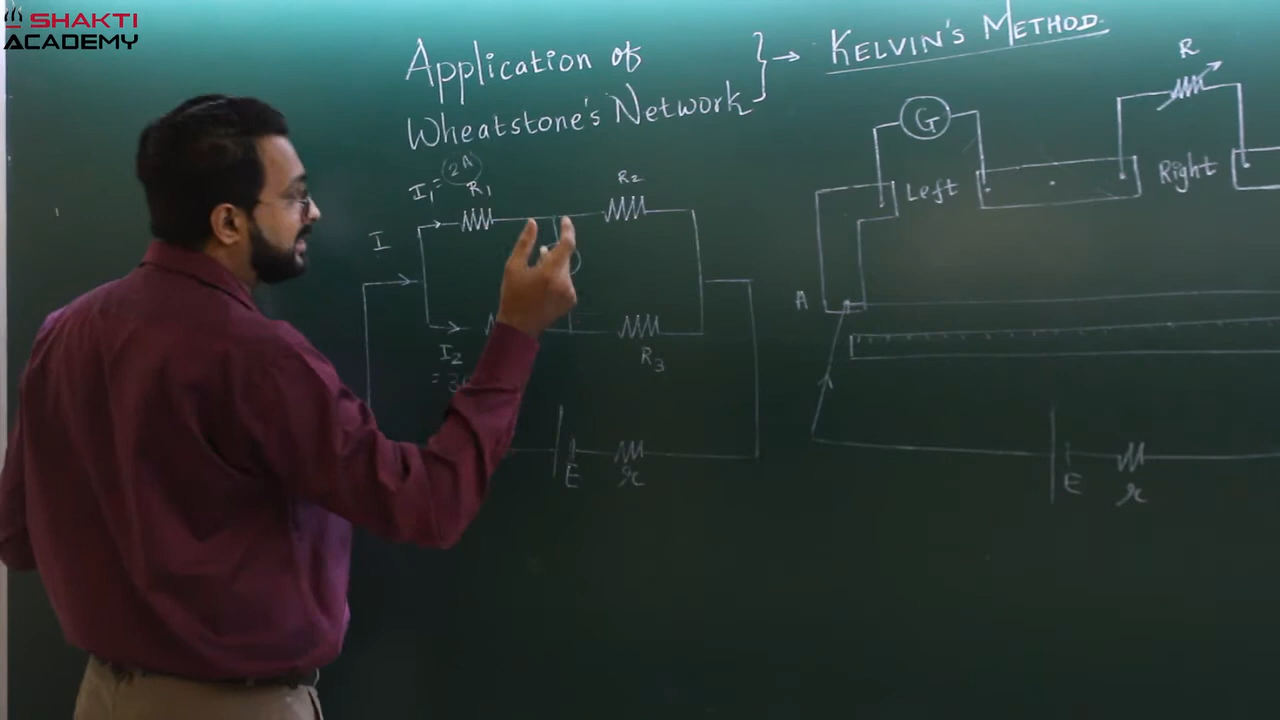 SHAKTI
ACADEMY
Application of
Wheatstone's Network
KELVIN'S METHOD
I₁ = 2A
R₁
R₂
I
I₂
R₃
E
r
G
R
Left
Right
A
E
r